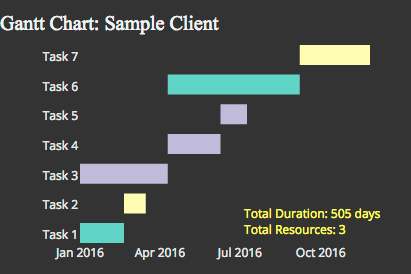 Gantt Chart: Sample Client
Task 7
Task 6
Task 5
Task 4
Task 3
Task 2
Task 1
Total Duration: 505 days
Total Resources: 3
Jan 2016 Apr 2016 Jul 2016 Oct 2016